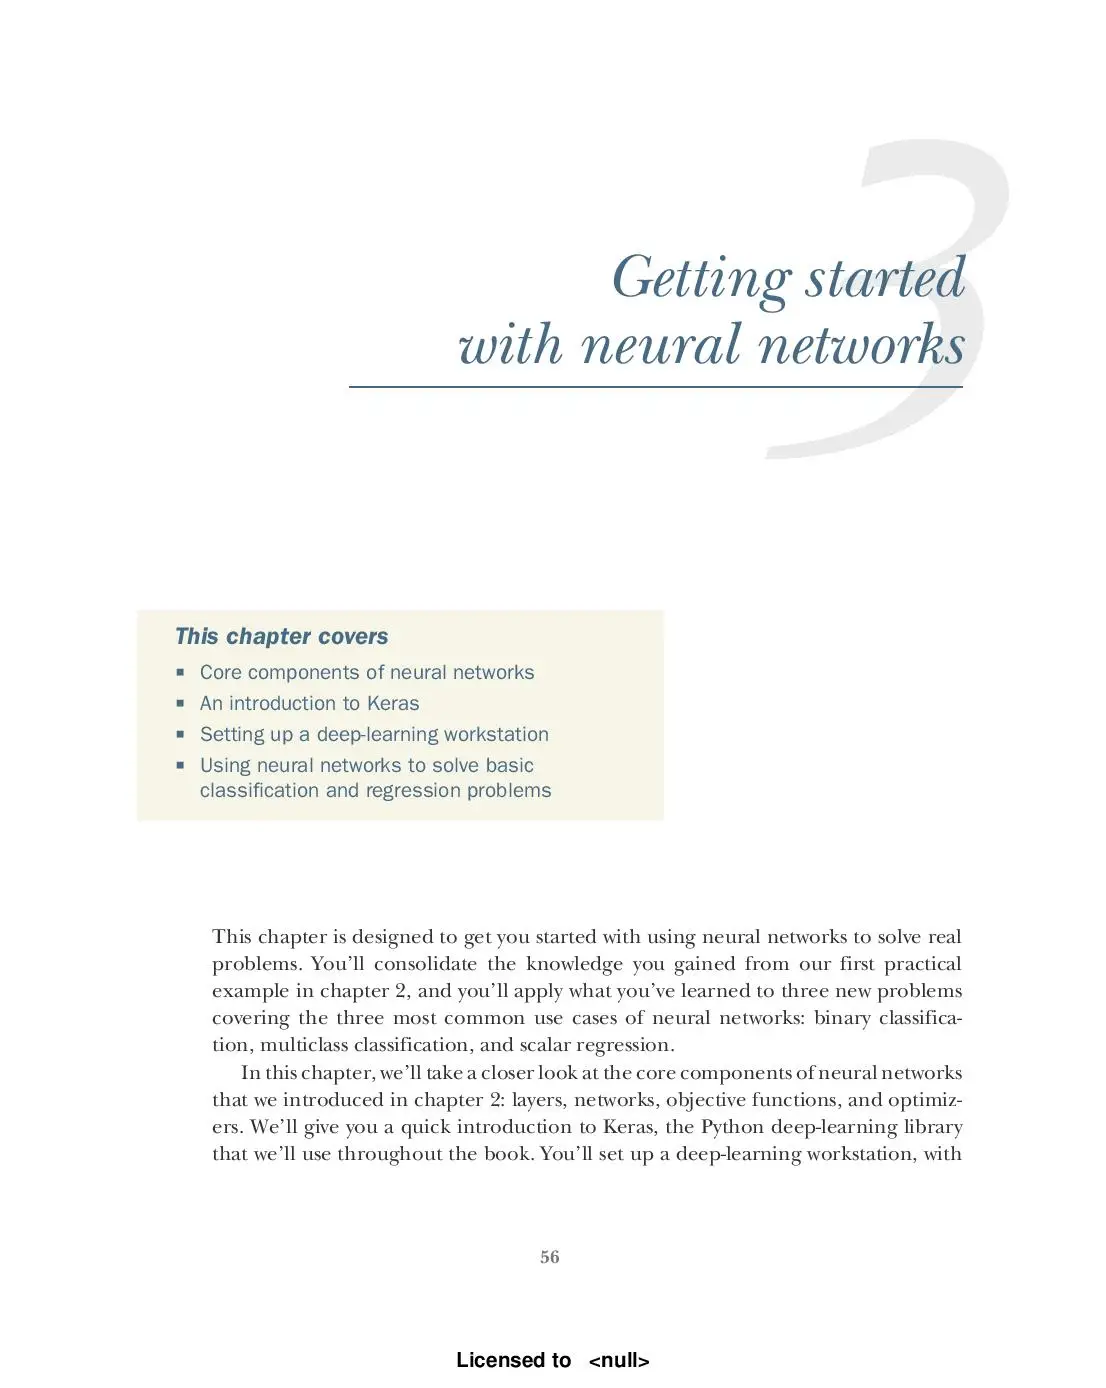 3
Getting started
with neural networks
This chapter covers
▪ Core components of neural networks
▪ An introduction to Keras
▪ Setting up a deep-learning workstation
▪ Using neural networks to solve basic
classification and regression problems
This chapter is designed to get you started with using neural networks to solve real
problems. You’ll consolidate the knowledge you gained from our first practical
example in chapter 2, and you’ll apply what you’ve learned to three new problems
covering the three most common use cases of neural networks: binary classifica-
tion, multiclass classification, and scalar regression.
In this chapter, we’ll take a closer look at the core components of neural networks
that we introduced in chapter 2: layers, networks, objective functions, and optimiz-
ers. We’ll give you a quick introduction to Keras, the Python deep-learning library
that we’ll use throughout the book. You’ll set up a deep-learning workstation, with
56
Licensed to <null>